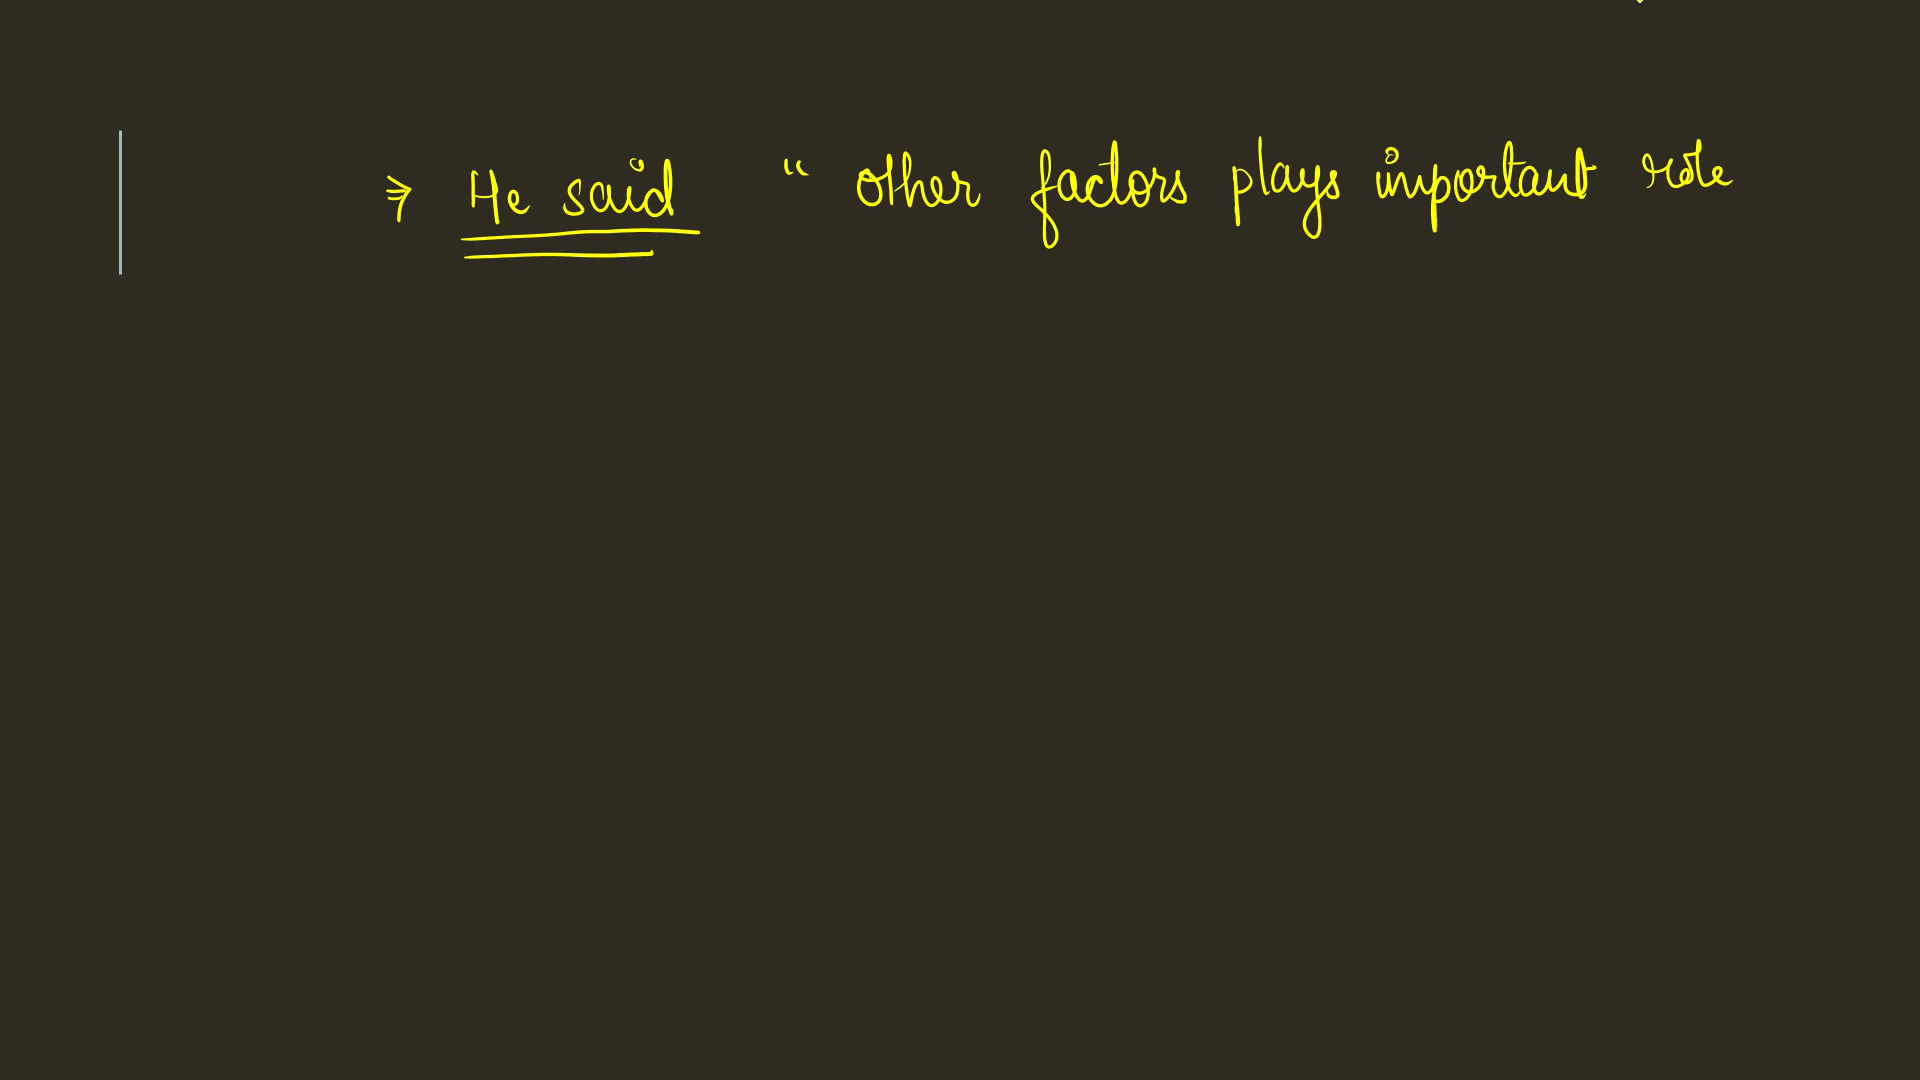 ⇒ He said “ other factors plays important role